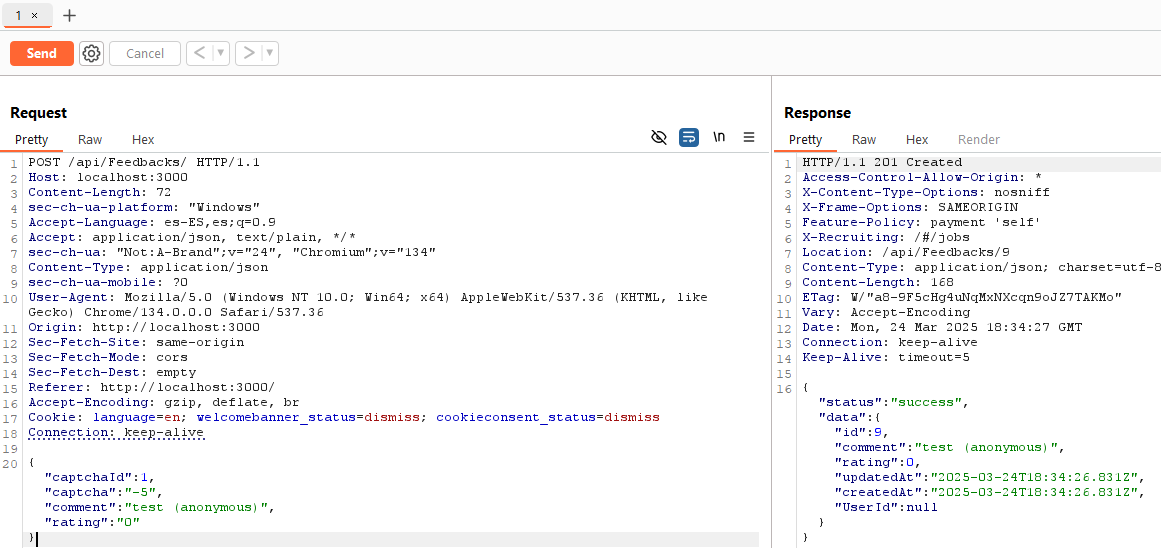 1 ×
+
Send
Cancel
< ▼
> ▼
Request
Response
Pretty Raw Hex
\n
Pretty Raw Hex Render
1 POST /api/Feedbacks/ HTTP/1.1
2 Host: localhost:3000
3 Content-Length: 72
4 sec-ch-ua-platform: "Windows"
5 Accept-Language: es-ES,es;q=0.9
6 Accept: application/json, text/plain, */*
7 sec-ch-ua: "Not:A-Brand";v="24", "Chromium";v="134"
8 Content-Type: application/json
9 sec-ch-ua-mobile: ?0
10 User-Agent: Mozilla/5.0 (Windows NT 10.0; Win64; x64) AppleWebKit/537.36 (KHTML, like
Gecko) Chrome/134.0.0.0 Safari/537.36
11 Origin: http://localhost:3000
12 Sec-Fetch-Site: same-origin
13 Sec-Fetch-Mode: cors
14 Sec-Fetch-Dest: empty
15 Referer: http://localhost:3000/
16 Accept-Encoding: gzip, deflate, br
17 Cookie: language=en; welcomebanner_status=dismiss; cookieconsent_status=dismiss
18 Connection: keep-alive
19
20 {
"captchaId":1,
"captcha":"-5",
"comment":"test (anonymous)",
"rating":"0"
}
1 HTTP/1.1 201 Created
2 Access-Control-Allow-Origin: *
3 X-Content-Type-Options: nosniff
4 X-Frame-Options: SAMEORIGIN
5 Feature-Policy: payment 'self'
6 X-Recruiting: /#/jobs
7 Location: /api/Feedbacks/9
8 Content-Type: application/json; charset=utf-8
9 Content-Length: 168
10 ETag: W/"a8-9F5cHg4uNqMxNXcqn9oJZ7TAKMo"
11 Vary: Accept-Encoding
12 Date: Mon, 24 Mar 2025 18:34:27 GMT
13 Connection: keep-alive
14 Keep-Alive: timeout=5
15
16 {
"status":"success",
"data":{
"id":9,
"comment":"test (anonymous)",
"rating":0,
"updatedAt":"2025-03-24T18:34:26.831Z",
"createdAt":"2025-03-24T18:34:26.831Z",
"UserId":null
}
}